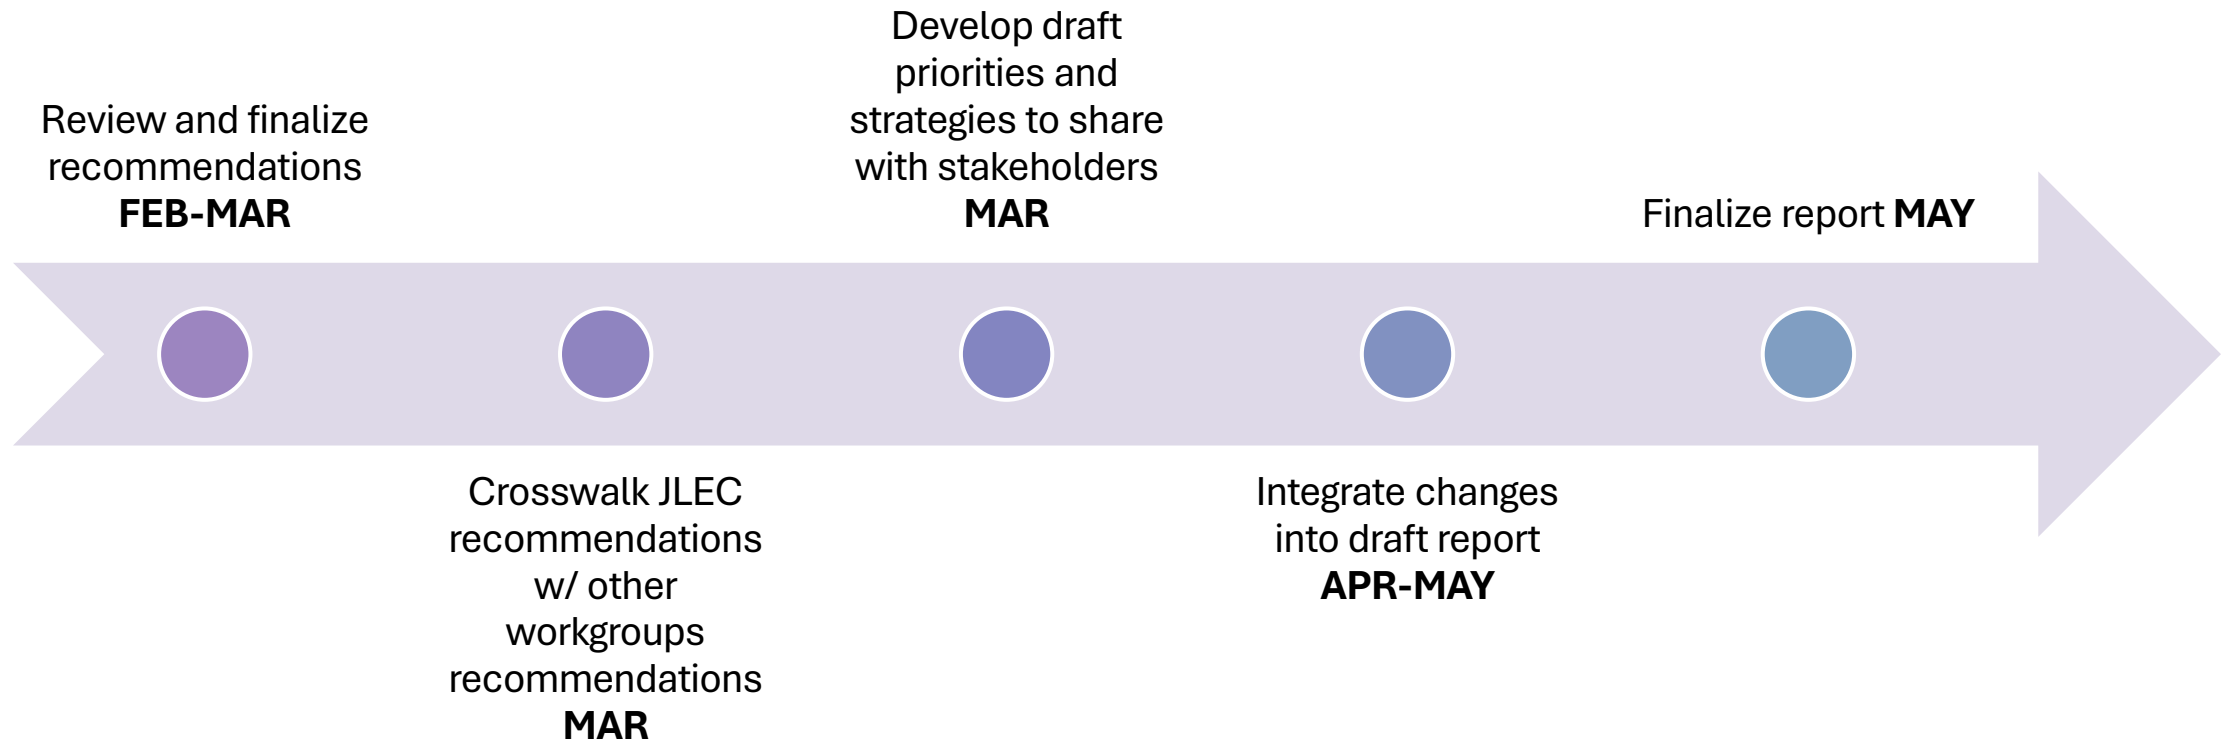 Review and finalize
recommendations
FEB-MAR
Crosswalk JLEC
recommendations
w/ other
workgroups
recommendations
MAR
Develop draft
priorities and
strategies to share
with stakeholders
MAR
Integrate changes
into draft report
APR-MAY
Finalize report MAY